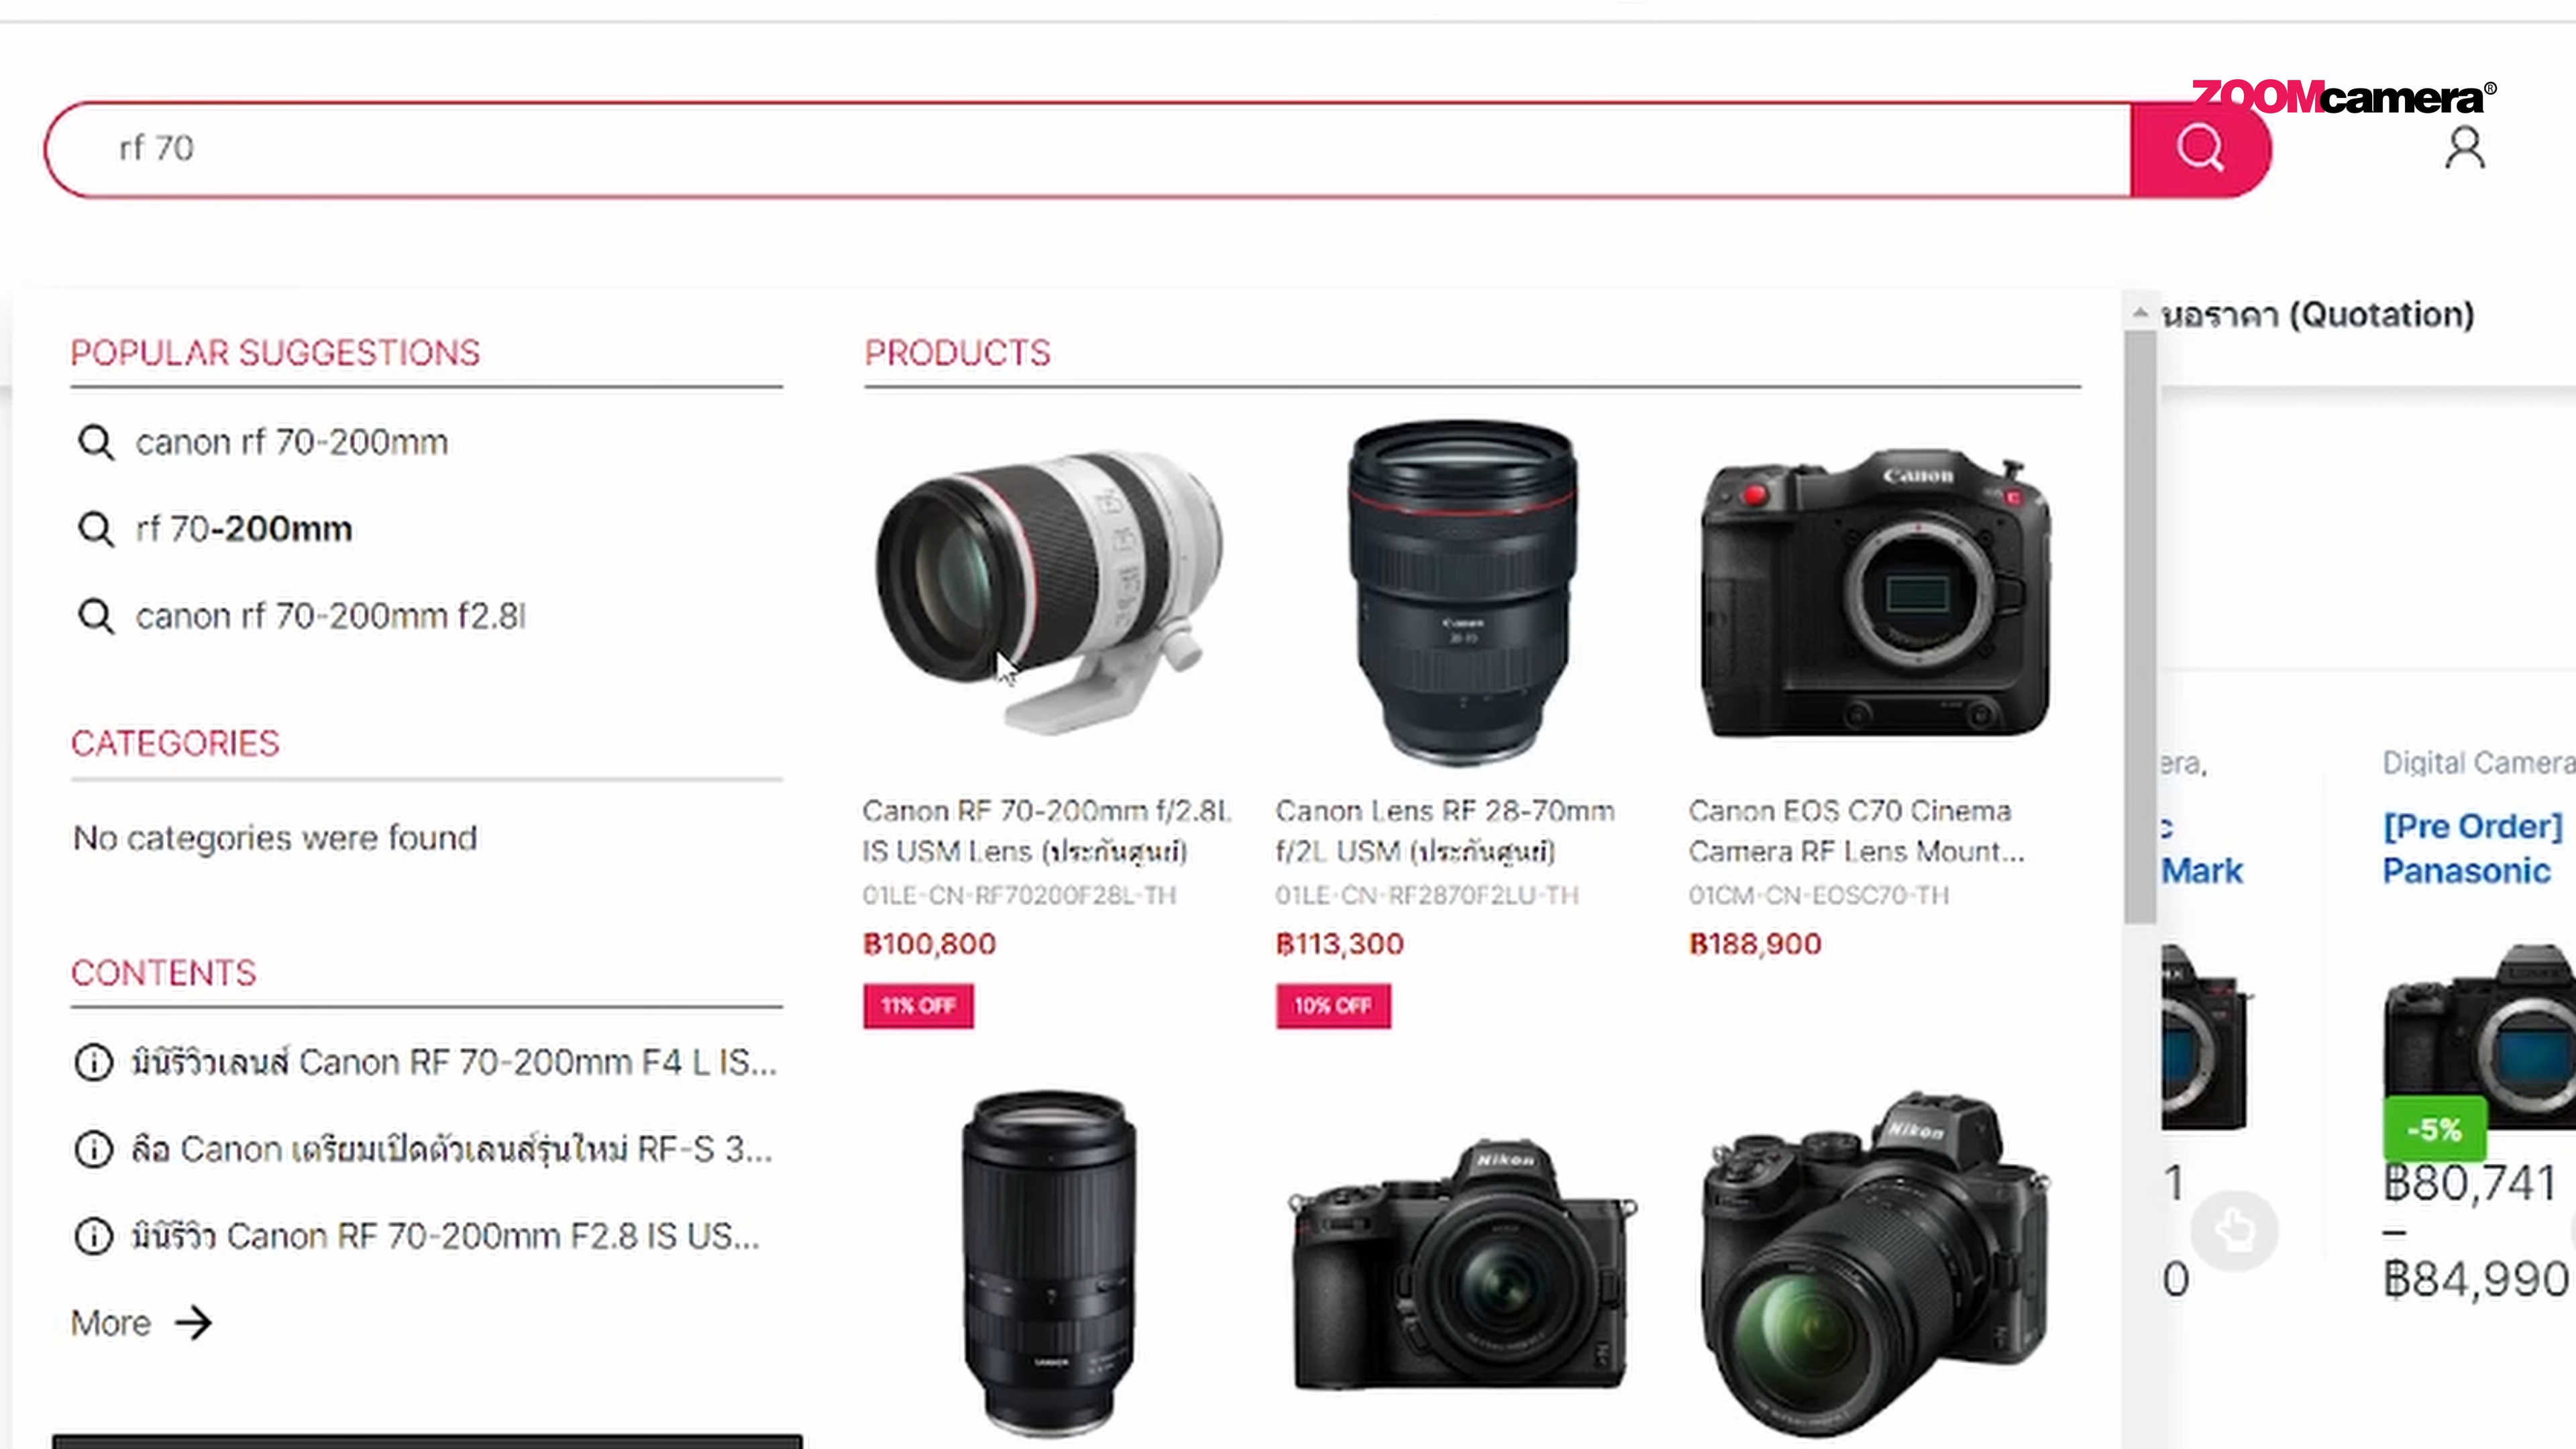 ZOOMcamera®
rf 70
นอราคา (Quotation)
POPULAR SUGGESTIONS
canon rf 70-200mm
rf 70-200mm
canon rf 70-200mm f2.8l
CATEGORIES
No categories were found
CONTENTS
มินิรีวิวเลนส์ Canon RF 70-200mm F4 L IS...
ลือ Canon เตรียมเปิดตัวเลนส์รุ่นใหม่ RF-S 3...
มินิรีวิว Canon RF 70-200mm F2.8 IS US...
More
PRODUCTS
Canon
Canon
28-70
Canon RF 70-200mm f/2.8L
IS USM Lens (ประกันศูนย์)
01LE-CN-RF70200F28L-TH
฿100,800
11% OFF
Canon Lens RF 28-70mm
f/2L USM (ประกันศูนย์)
01LE-CN-RF2870F2LU-TH
฿113,300
10% OFF
Canon EOS C70 Cinema
Camera RF Lens Mount...
01CM-CN-EOSC70-TH
฿188,900
TAMRON
Nikon
Nikon
era,
c
Mark
1
0
Digital Camera
[Pre Order]
Panasonic
-5%
฿80,741
–
฿84,990